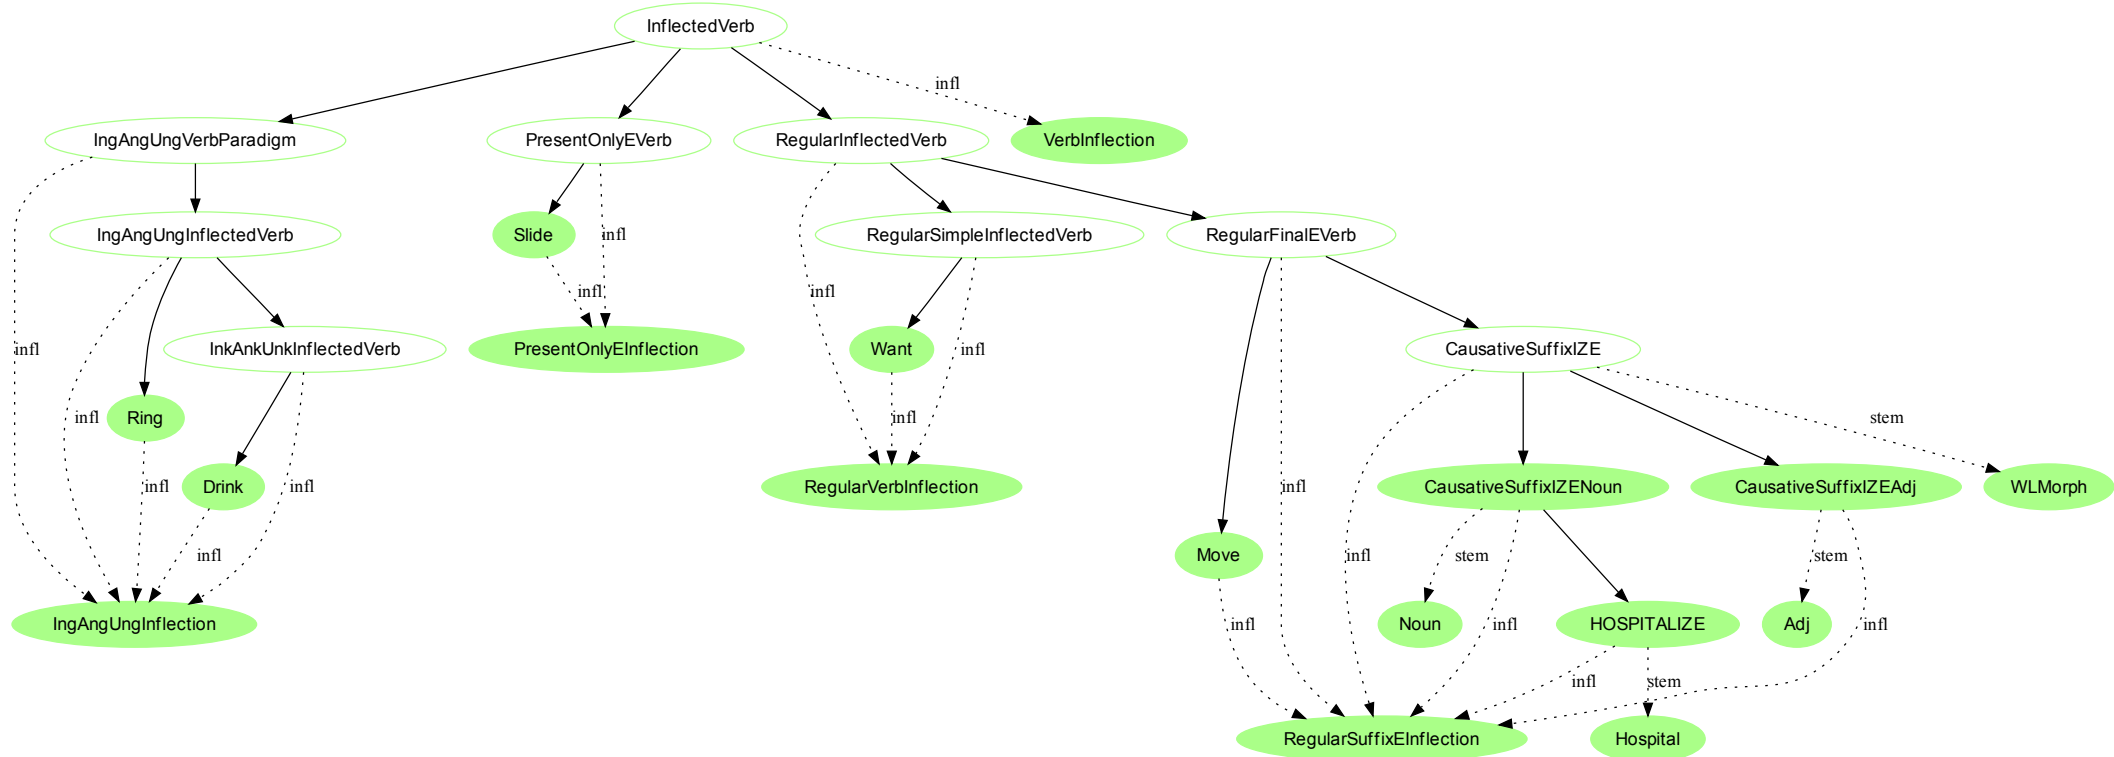 InflectedVerb
infl
IngAngUngVerbParadigm
PresentOnlyEVerb
RegularInflectedVerb
VerbInflection
IngAngUngInflectedVerb
Slide
infl
RegularSimpleInflectedVerb
RegularFinalEVerb
infl
infl
infl
InkAnkUnkInflectedVerb
PresentOnlyEInflection
Want
infl
CausativeSuffixIZE
infl
Ring
infl
infl
stem
infl
Drink
infl
RegularVerbInflection
infl
CausativeSuffixIZENoun
CausativeSuffixIZEAdj
WLMorph
infl
Move
infl
stem
stem
IngAngUngInflection
infl
Noun
infl
HOSPITALIZE
Adj
infl
infl
stem
RegularSuffixEInflection
Hospital